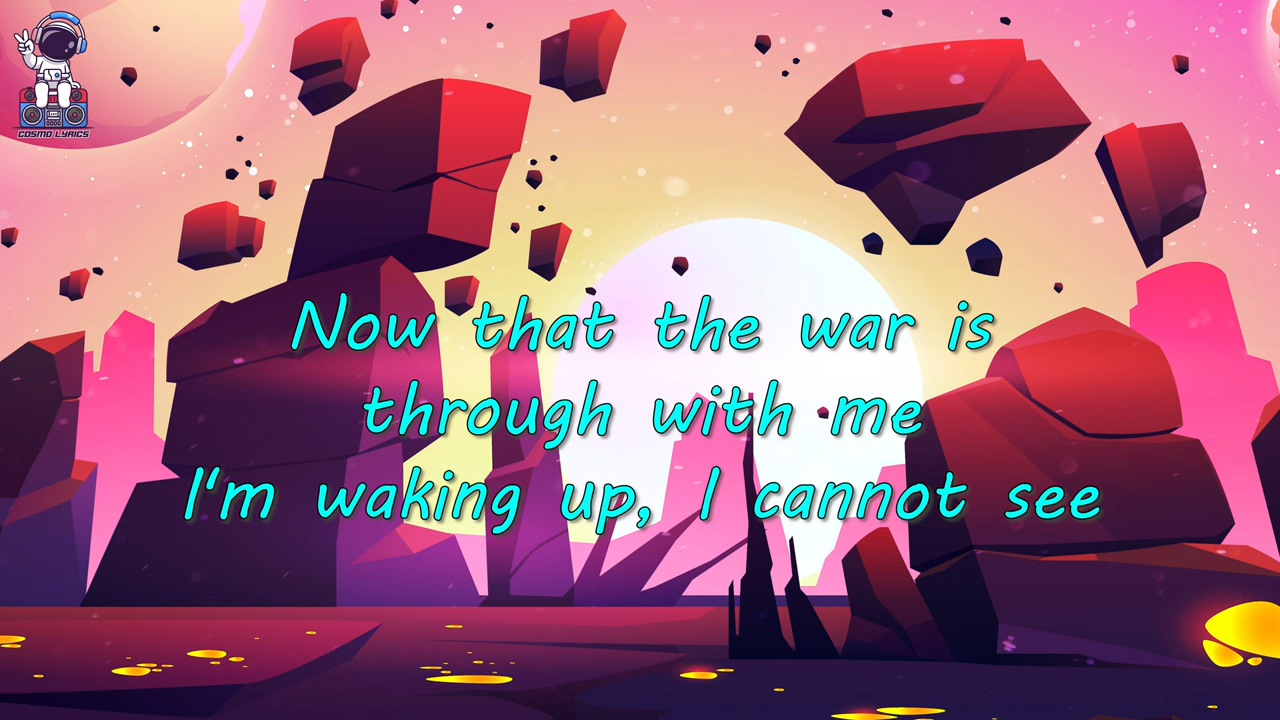 COSMO LYRICS
Now that the war is
through with me
I'm waking up, I cannot see